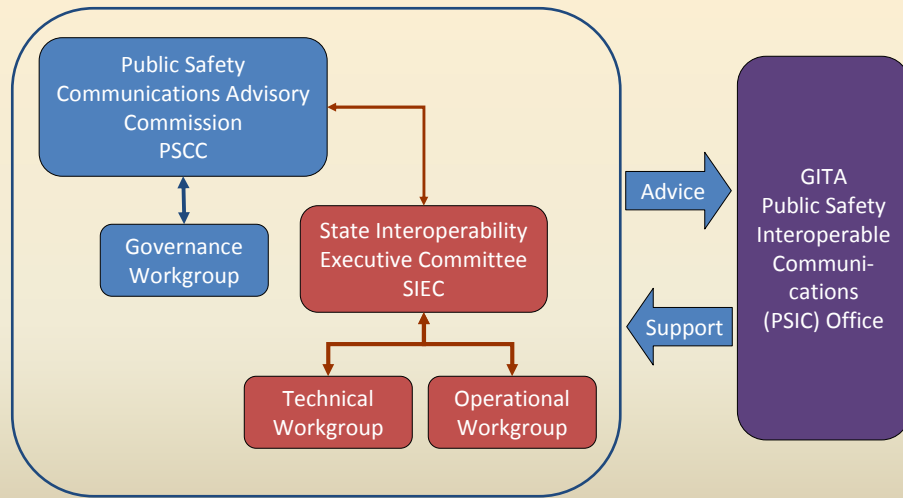 Public Safety
Communications Advisory
Commission
PSCC
Governance
Workgroup
State Interoperability
Executive Committee
SIEC
Technical
Workgroup
Operational
Workgroup
Advice
Support
GITA
Public Safety
Interoperable
Communi-
cations
(PSIC) Office